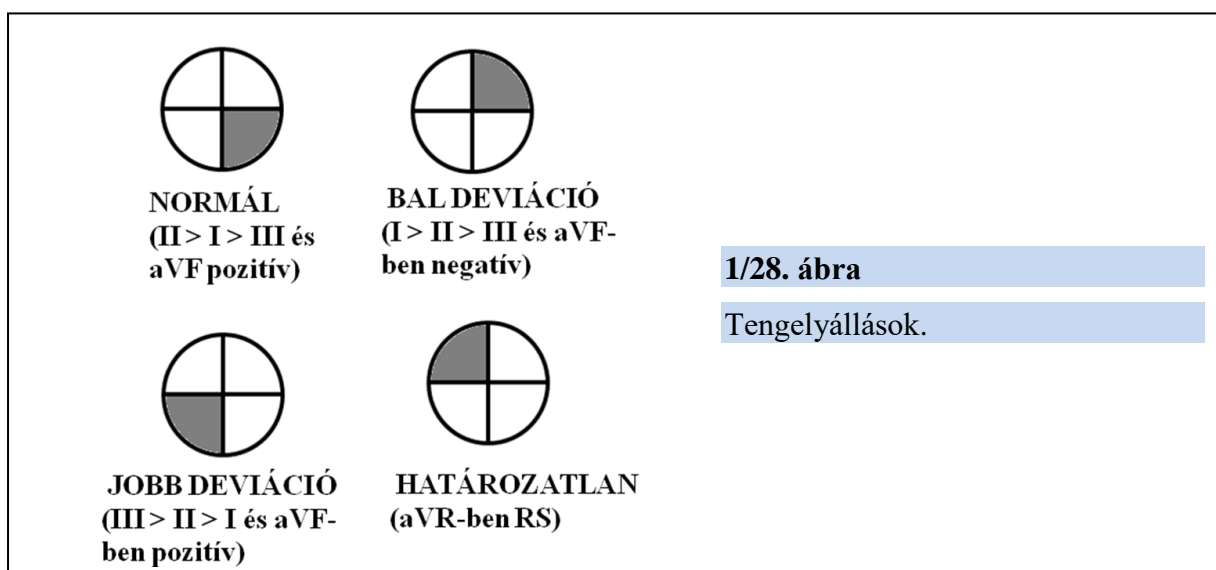 NORMÁL
(II > I > III és
aVF pozitív)
BAL DEVIÁCIÓ
(I > II > III és aVF-
ben negatív)
1/28. ábra
Tengelyállások.
JOBB DEVIÁCIÓ
(III > II > I és aVF-
ben pozitív)
HATÁROZATLAN
(aVR-ben RS)